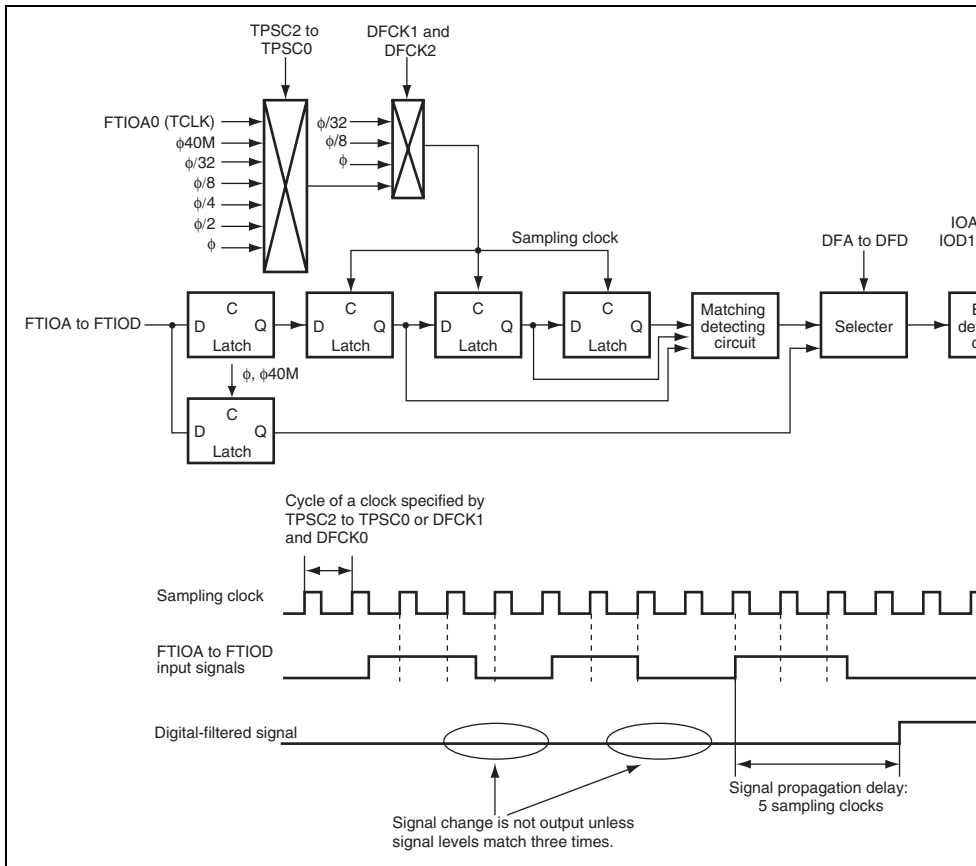 TPSC2 to
TPSC0
DFCK1 and
DFCK2
FTIOA0 (TCLK)
ϕ40M
ϕ/32
ϕ/8
ϕ/4
ϕ/2
ϕ
ϕ/32
ϕ/8
ϕ
Sampling clock
DFA to DFD
IOA
IOD1
FTIOA to FTIOD
C
D Q
Latch
C
D Q
Latch
C
D Q
Latch
C
D Q
Latch
Matching
detecting
circuit
Selecter
E
de
c
ϕ, ϕ40M
C
D Q
Latch
Cycle of a clock specified by
TPSC2 to TPSC0 or DFCK1
and DFCK0
Sampling clock
FTIOA to FTIOD
input signals
Digital-filtered signal
Signal propagation delay:
5 sampling clocks
Signal change is not output unless
signal levels match three times.